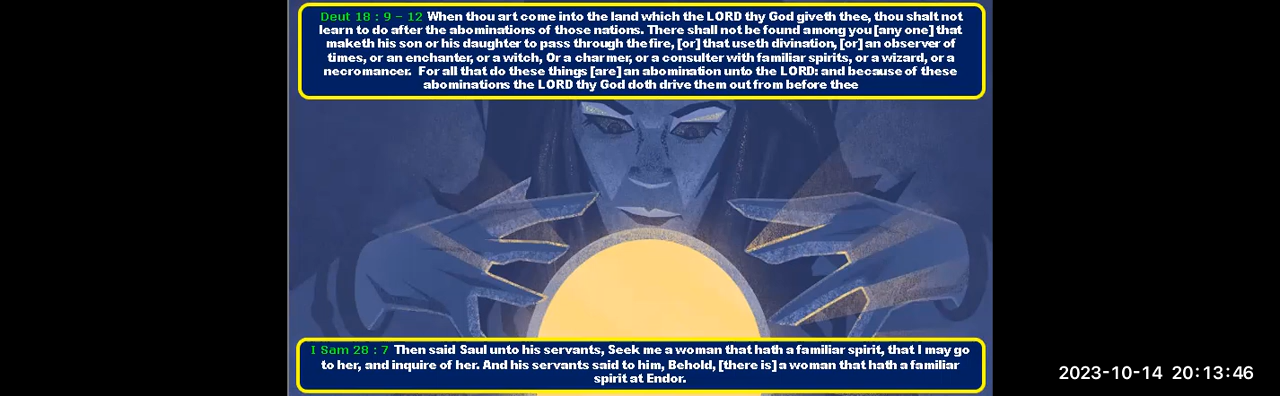 Deut 18 : 9 - 12 When thou art come into the land which the LORD thy God giveth thee, thou shalt not
learn to do after the abominations of those nations. There shall not be found among you [any one] that
maketh his son or his daughter to pass through the fire, [or] that useth divination, [or] an observer of
times, or an enchanter, or a witch, Or a charmer, or a consulter with familiar spirits, or a wizard, or a
necromancer. For all that do these things [are] an abomination unto the LORD: and because of these
abominations the LORD thy God doth drive them out from before thee
I Sam 28 : 7 Then said Saul unto his servants, Seek me a woman that hath a familiar spirit, that I may go
to her, and inquire of her. And his servants said to him, Behold, [there is] a woman that hath a familiar
spirit at Endor.
2023-10-14 20:13:46